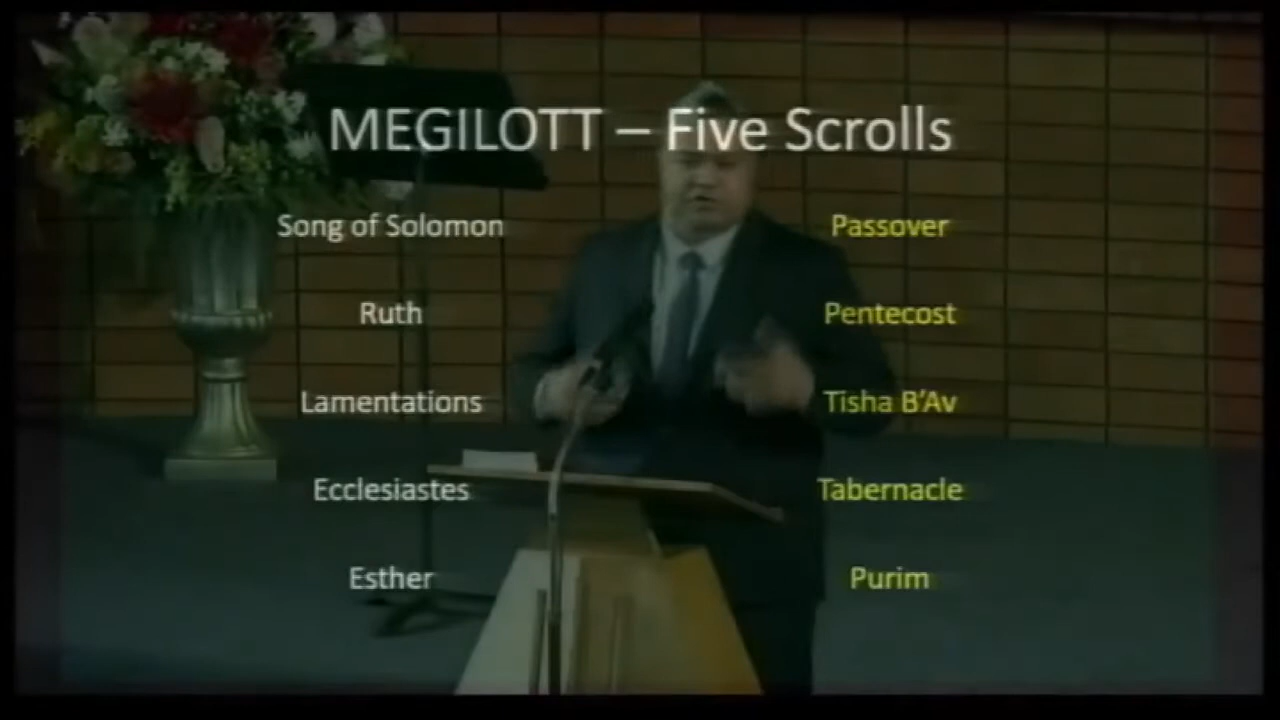 MEGILOTT – Five Scrolls
Song of Solomon Passover
Ruth Pentecost
Lamentations Tisha B'Av
Ecclesiastes Tabernacle
Esther Purim